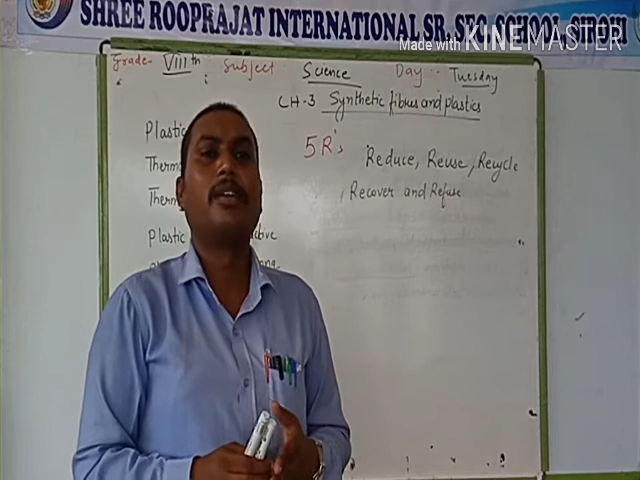 SHREE ROOPRAJAT INTERNATIONAL SR. SEC. SCHOOL, SIROHI
Made with KINEMASTER
Grade- VIIIth : Subject Science Day : Tuesday
CH-3 Synthetic fibres and plastics
Plastic
5R's Reduce, Reuse, Recycle
Therm
, Recover and Refuse
Therm
Plastic